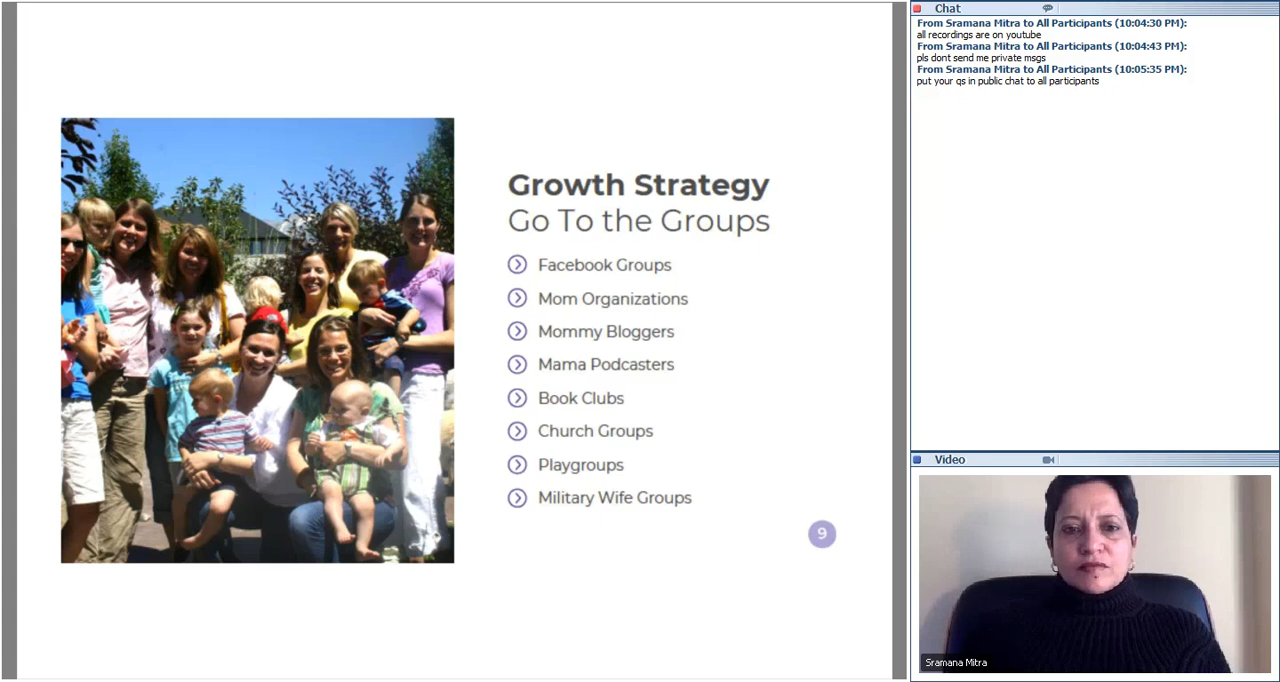 Growth Strategy
Go To the Groups
Facebook Groups
Mom Organizations
Mommy Bloggers
Mama Podcasters
Book Clubs
Church Groups
Playgroups
Military Wife Groups
9
Chat
From Sramana Mitra to All Participants (10:04:30 PM):
all recordings are on youtube
From Sramana Mitra to All Participants (10:04:43 PM):
pls dont send me private msgs
From Sramana Mitra to All Participants (10:05:35 PM):
put your qs in public chat to all participants
Video
Sramana Mitra